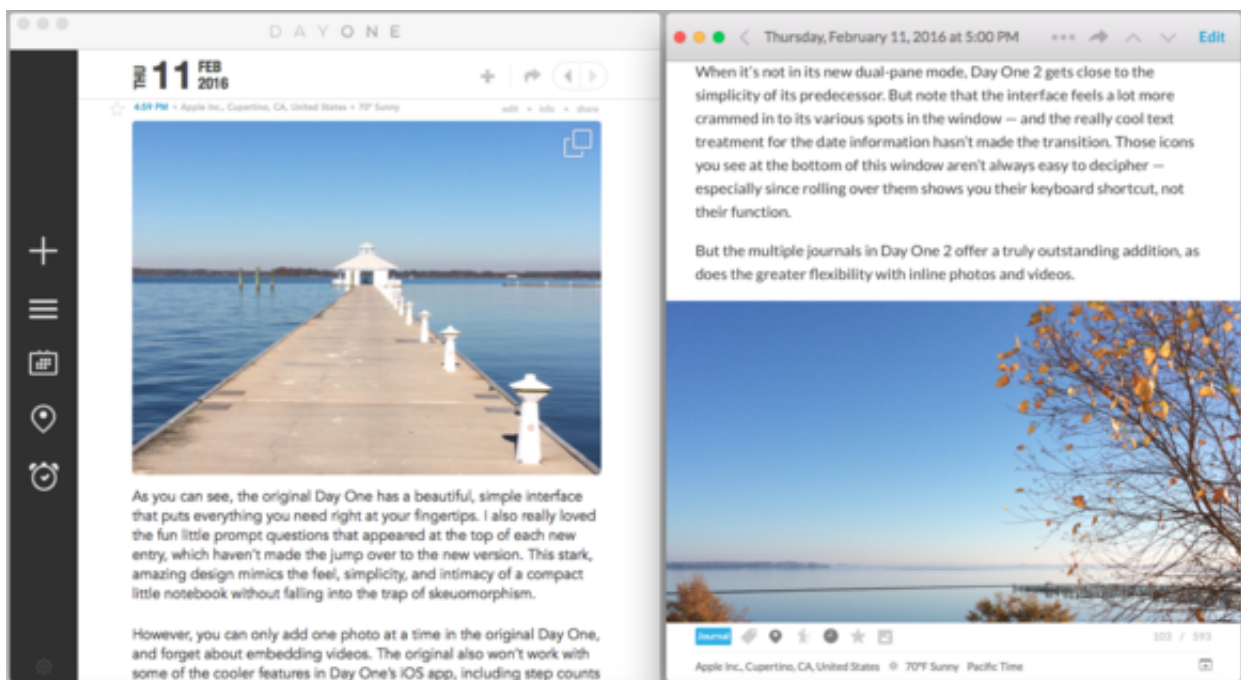 DAYONE
THU 11 FEB 2016
4:59 PM • Apple Inc., Cupertino, CA, United States • 70° Sunny
edit • info • share
As you can see, the original Day One has a beautiful, simple interface
that puts everything you need right at your fingertips. I also really loved
the fun little prompt questions that appeared at the top of each new
entry, which haven't made the jump over to the new version. This stark,
amazing design mimics the feel, simplicity, and intimacy of a compact
little notebook without falling into the trap of skeuomorphism.
However, you can only add one photo at a time in the original Day One,
and forget about embedding videos. The original also won't work with
some of the cooler features in Day One's iOS app, including step counts
Thursday, February 11, 2016 at 5:00 PM
Edit
When it's not in its new dual-pane mode, Day One 2 gets close to the
simplicity of its predecessor. But note that the interface feels a lot more
crammed in to its various spots in the window — and the really cool text
treatment for the date information hasn't made the transition. Those icons
you see at the bottom of this window aren't always easy to decipher —
especially since rolling over them shows you their keyboard shortcut, not
their function.
But the multiple journals in Day One 2 offer a truly outstanding addition, as
does the greater flexibility with inline photos and videos.
Journal
103 / 593
Apple Inc., Cupertino, CA, United States 70°F Sunny Pacific Time